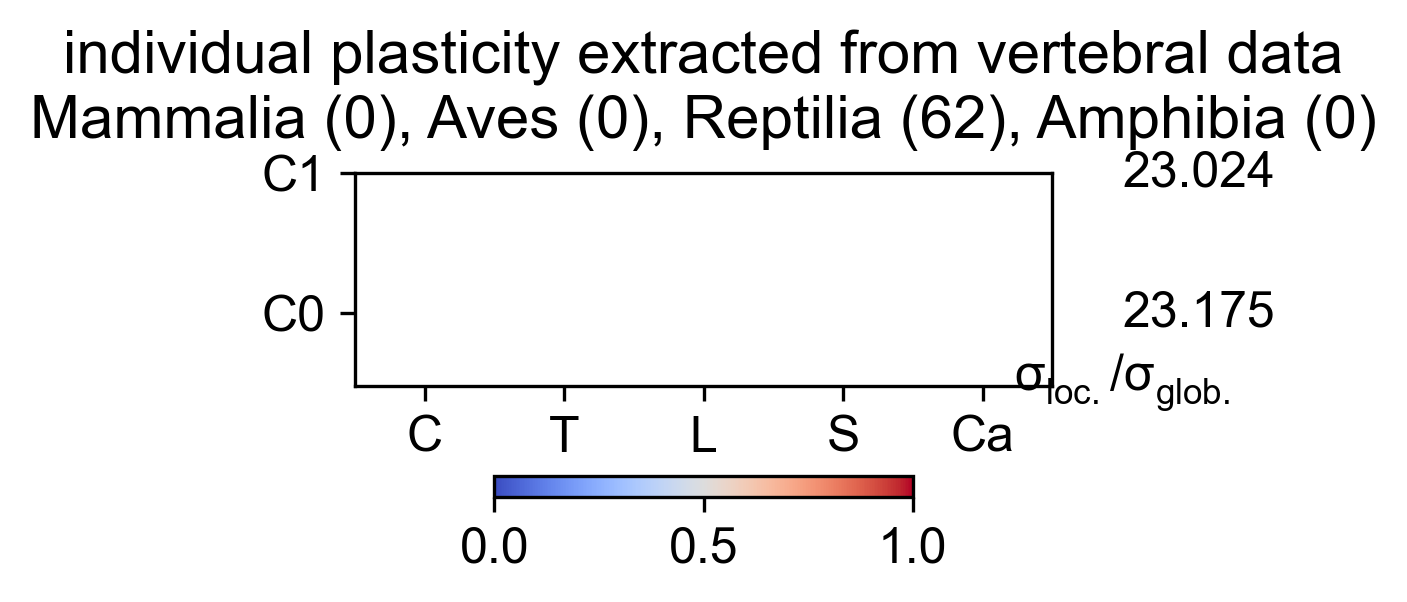 individual plasticity extracted from vertebral data
Mammalia (0), Aves (0), Reptilia (62), Amphibia (0)
C1 23.024
C0 23.175
σloc. /σglob.
C T L S Ca
0.0 0.5 1.0